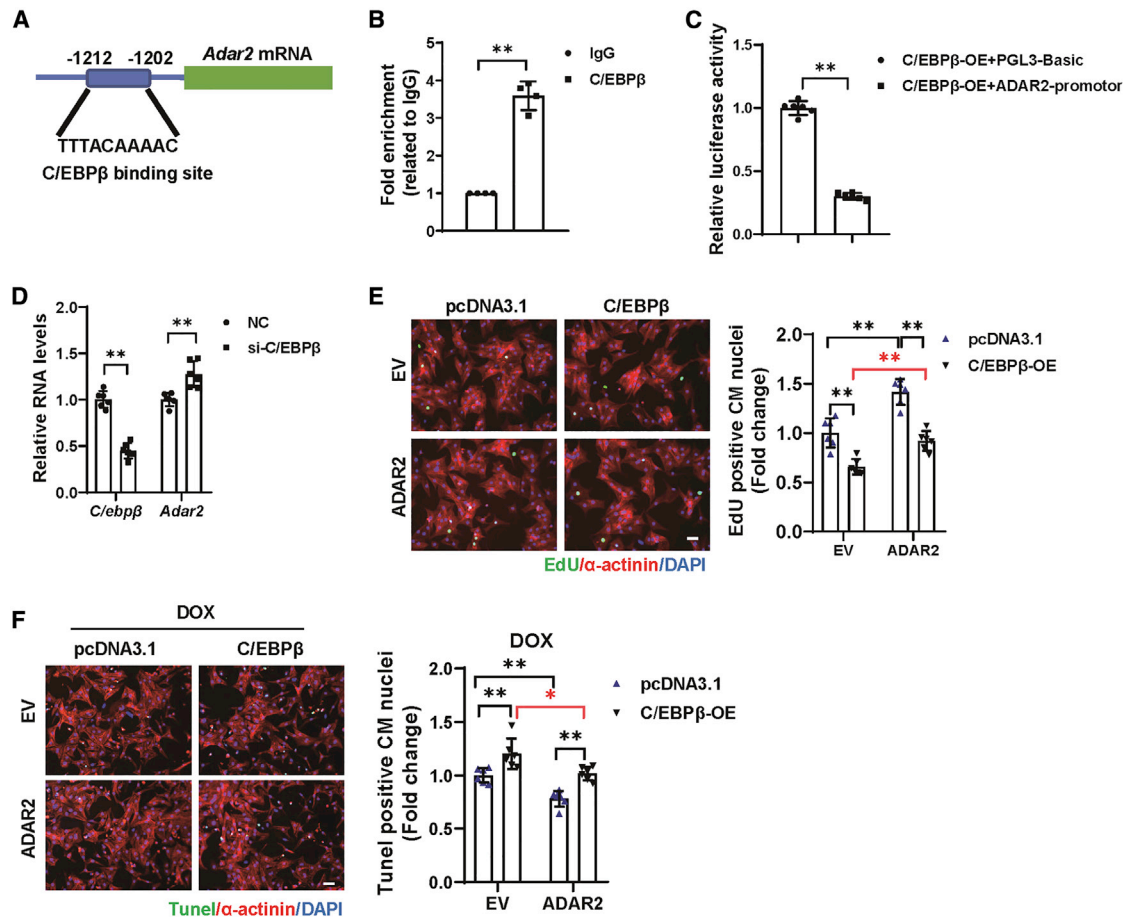 A
-1212
-1202
Adar2 mRNA
TTTACAAAAC
C/EBPβ binding site
B
Fold enrichment
(related to IgG)
5
4
3
2
1
0
**
IgG
C/EBPβ
C
Relative luciferase activity
1.5
1.0
0.5
0.0
**
C/EBPβ-OE+PGL3-Basic
C/EBPβ-OE+ADAR2-promotor
D
Relative RNA levels
2.0
1.5
1.0
0.5
0.0
**
**
C/ebpβ
Adar2
NC
si-C/EBPβ
E
pcDNA3.1
C/EBPβ
EV
ADAR2
EdU/α-actinin/DAPI
EdU positive CM nuclei
(Fold change)
2.0
1.5
1.0
0.5
0.0
**
**
**
**
EV
ADAR2
pcDNA3.1
C/EBPβ-OE
F
DOX
pcDNA3.1
C/EBPβ
EV
ADAR2
Tunel/α-actinin/DAPI
DOX
Tunel positive CM nuclei
(Fold change)
2.0
1.5
1.0
0.5
0.0
**
**
*
**
EV
ADAR2
pcDNA3.1
C/EBPβ-OE